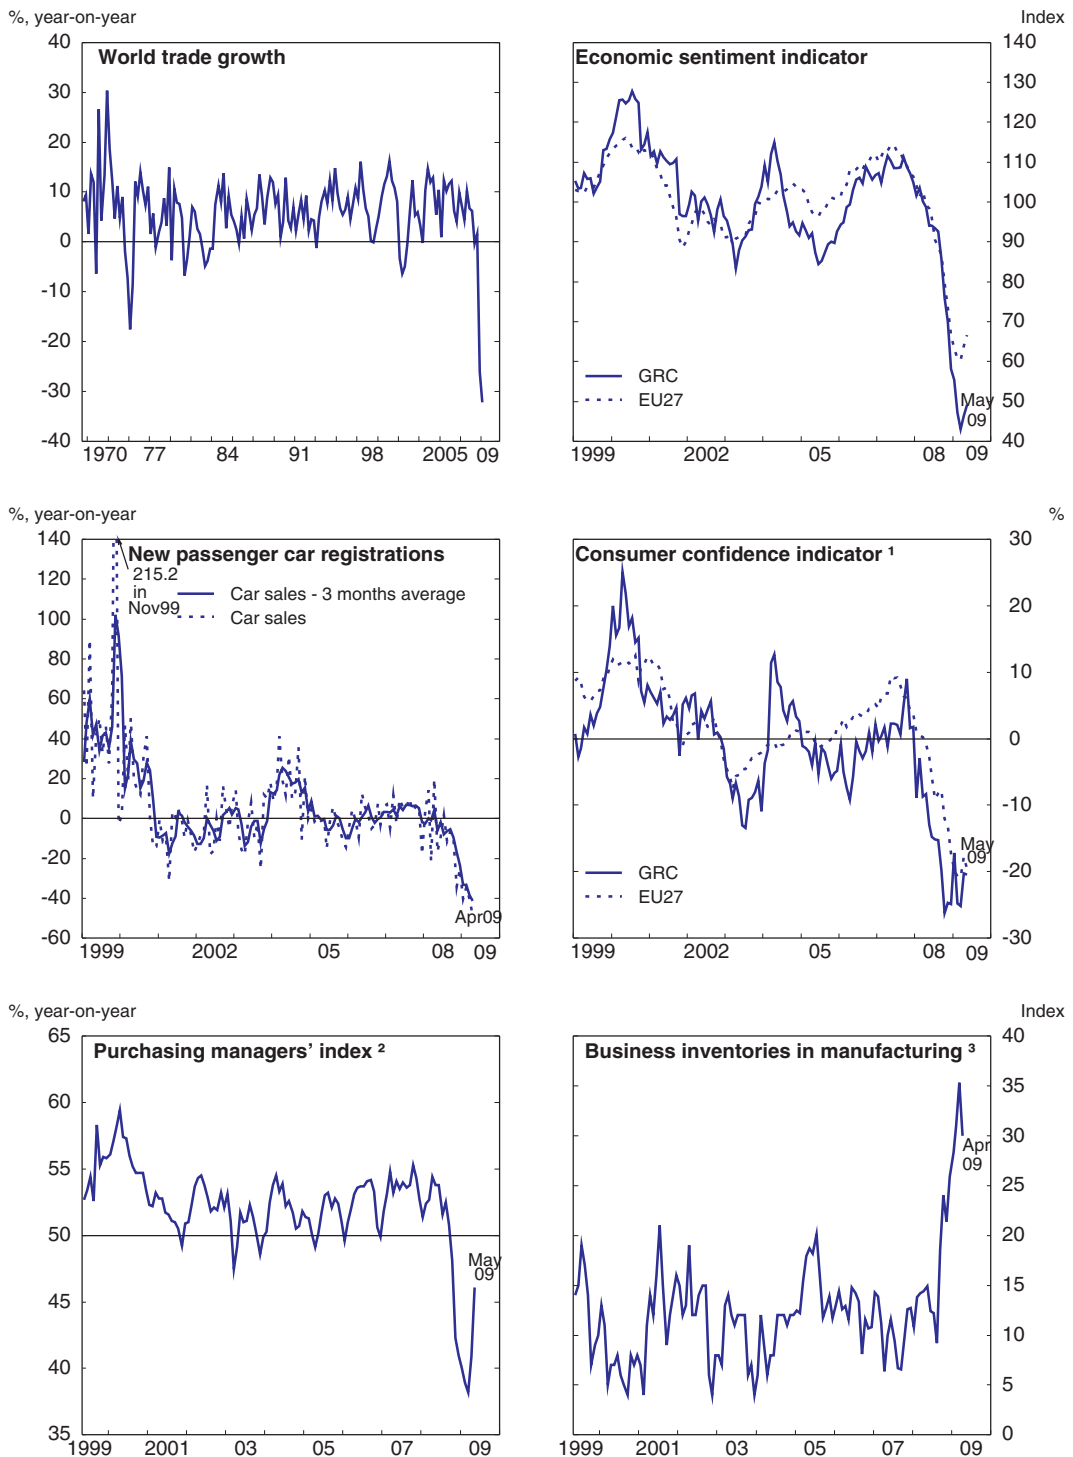 %, year-on-year
World trade growth
40
30
20
10
0
-10
-20
-30
-40
1970 77 84 91 98 2005 09
Index
Economic sentiment indicator
140
130
120
110
100
90
80
70
60
50
40
GRC
EU27
May
09
1999 2002 05 08 09
%, year-on-year
New passenger car registrations
140
120
100
80
60
40
20
0
-20
-40
-60
215.2
in
Nov99
Car sales - 3 months average
Car sales
Apr09
1999 2002 05 08 09
%
Consumer confidence indicator ¹
30
20
10
0
-10
-20
-30
GRC
EU27
May
09
1999 2002 05 08 09
%, year-on-year
Purchasing managers’ index ²
65
60
55
50
45
40
35
May
09
1999 2001 03 05 07 09
Index
Business inventories in manufacturing ³
40
35
30
25
20
15
10
5
0
Apr
09
1999 2001 03 05 07 09